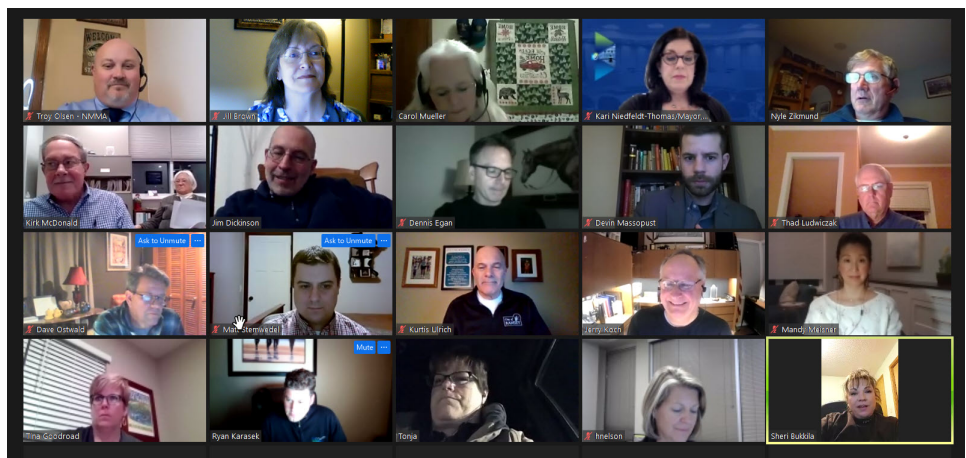 WELCOME
Troy Olsen - NMMA
Jill Brown
Carol Mueller
Kari Niedfeldt-Thomas/Mayor...
Nyle Zikmund
Kirk McDonald
Jim Dickinson
Dennis Egan
Devin Massopust
Thad Ludwiczak
Ask to Unmute ...
Ask to Unmute ...
Dave Ostwald
Matt Stemwedel
Kurtis Ulrich
Jerry Koch
Mandy Meisner
Mute ...
Tina Goodroad
Ryan Karasek
Tonja
hnelson
Sheri Bukkila